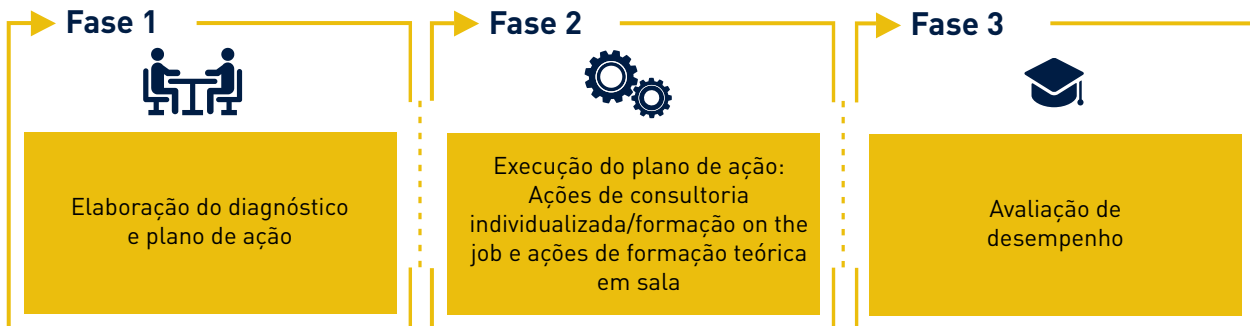 Fase 1
Elaboração do diagnóstico
e plano de ação
Fase 2
Execução do plano de ação:
Ações de consultoria
individualizada/formação on the
job e ações de formação teórica
em sala
Fase 3
Avaliação de
desempenho